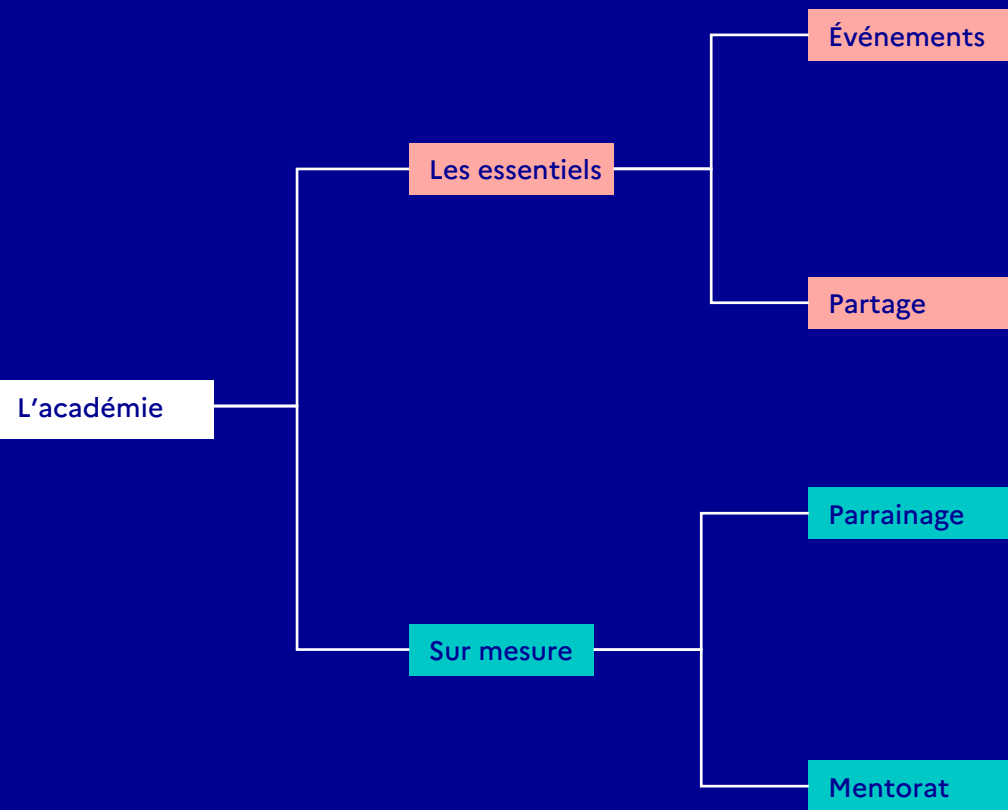 Événements
Les essentiels
Partage
L'académie
Parrainage
Sur mesure
Mentorat